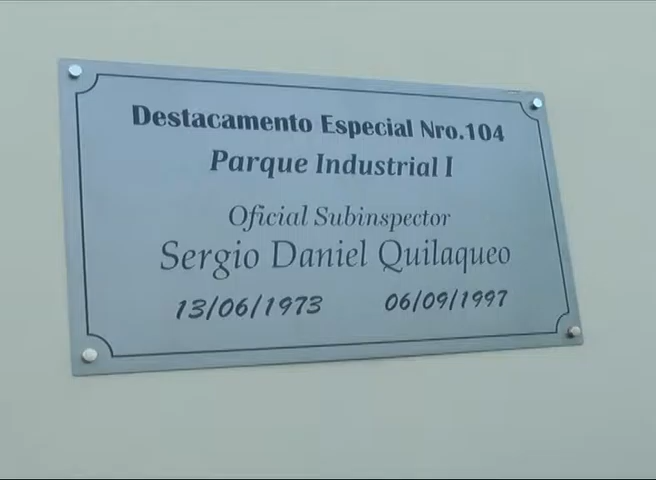 Destacamento Especial Nro.104
Parque Industrial I
Oficial Subinspector
Sergio Daniel Quilaqueo
13/06/1973 06/09/1997